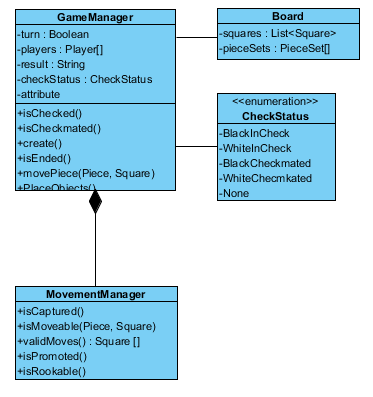 GameManager
-turn : Boolean
-players : Player[]
-result : String
-checkStatus : CheckStatus
-attribute
+isChecked()
+isCheckmated()
+create()
+isEnded()
+movePiece(Piece, Square)
+PlaceObjects()
Board
-squares : List<Square>
-pieceSets : PieceSet[]
<<enumeration>>
CheckStatus
-BlackInCheck
-WhiteInCheck
-BlackCheckmated
-WhiteChecmkated
-None
MovementManager
+isCaptured()
+isMoveable(Piece, Square)
+validMoves() : Square []
+isPromoted()
+isRookable()